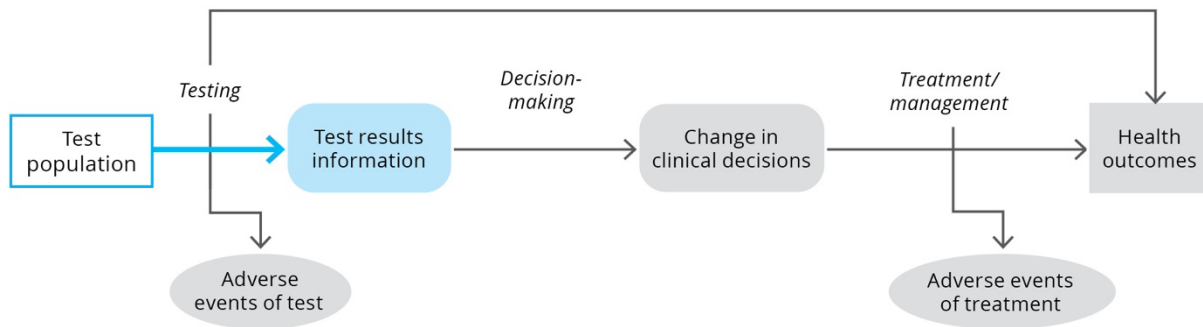 Testing
Decision-
making
Treatment/
management
Test
population
Test results
information
Change in
clinical decisions
Health
outcomes
Adverse
events of test
Adverse events
of treatment